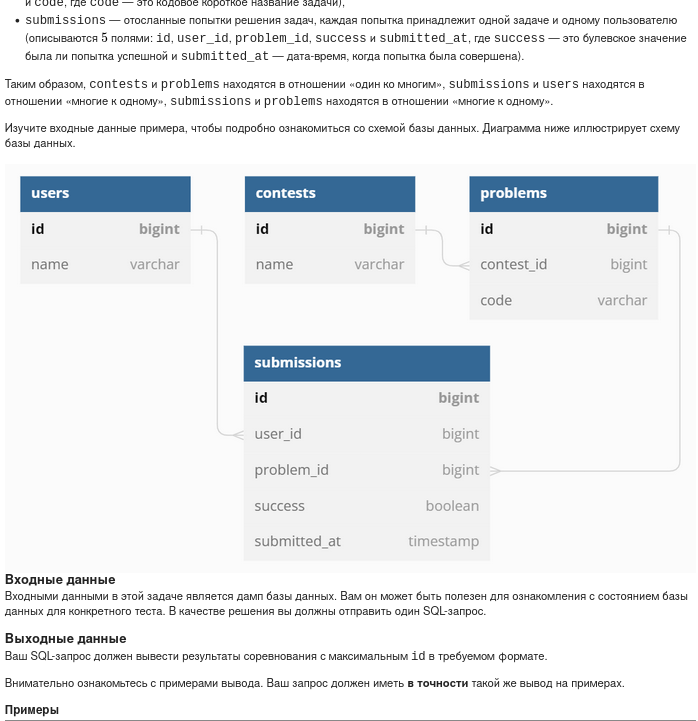 и code, где code — это кодовое короткое название задачи),
• submissions — отосланные попытки решения задач, каждая попытка принадлежит одной задаче и одному пользователю
(описываются 5 полями: id, user_id, problem_id, success и submitted_at, где success — это булевское значение
была ли попытка успешной и submitted_at — дата-время, когда попытка была совершена).
Таким образом, contests и problems находятся в отношении «один ко многим», submissions и users находятся в
отношении «многие к одному», submissions и problems находятся в отношении «многие к одному».
Изучите входные данные примера, чтобы подробно ознакомиться со схемой базы данных. Диаграмма ниже иллюстрирует схему
базы данных.
users
id bigint
name varchar
contests
id bigint
name varchar
problems
id bigint
contest_id bigint
code varchar
submissions
id bigint
user_id bigint
problem_id bigint
success boolean
submitted_at timestamp
Входные данные
Входными данными в этой задаче является дамп базы данных. Вам он может быть полезен для ознакомления с состоянием базы
данных для конкретного теста. В качестве решения вы должны отправить один SQL-запрос.
Выходные данные
Ваш SQL-запрос должен вывести результаты соревнования с максимальным id в требуемом формате.
Внимательно ознакомьтесь с примерами вывода. Ваш запрос должен иметь в точности такой же вывод на примерах.
Примеры